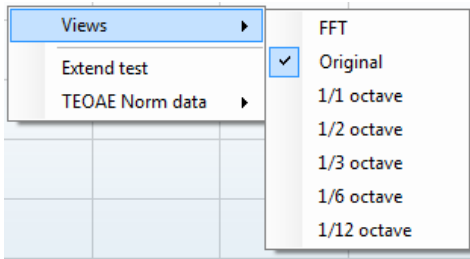 Views
Extend test
TEOAE Norm data
FFT
Original
1/1 octave
1/2 octave
1/3 octave
1/6 octave
1/12 octave